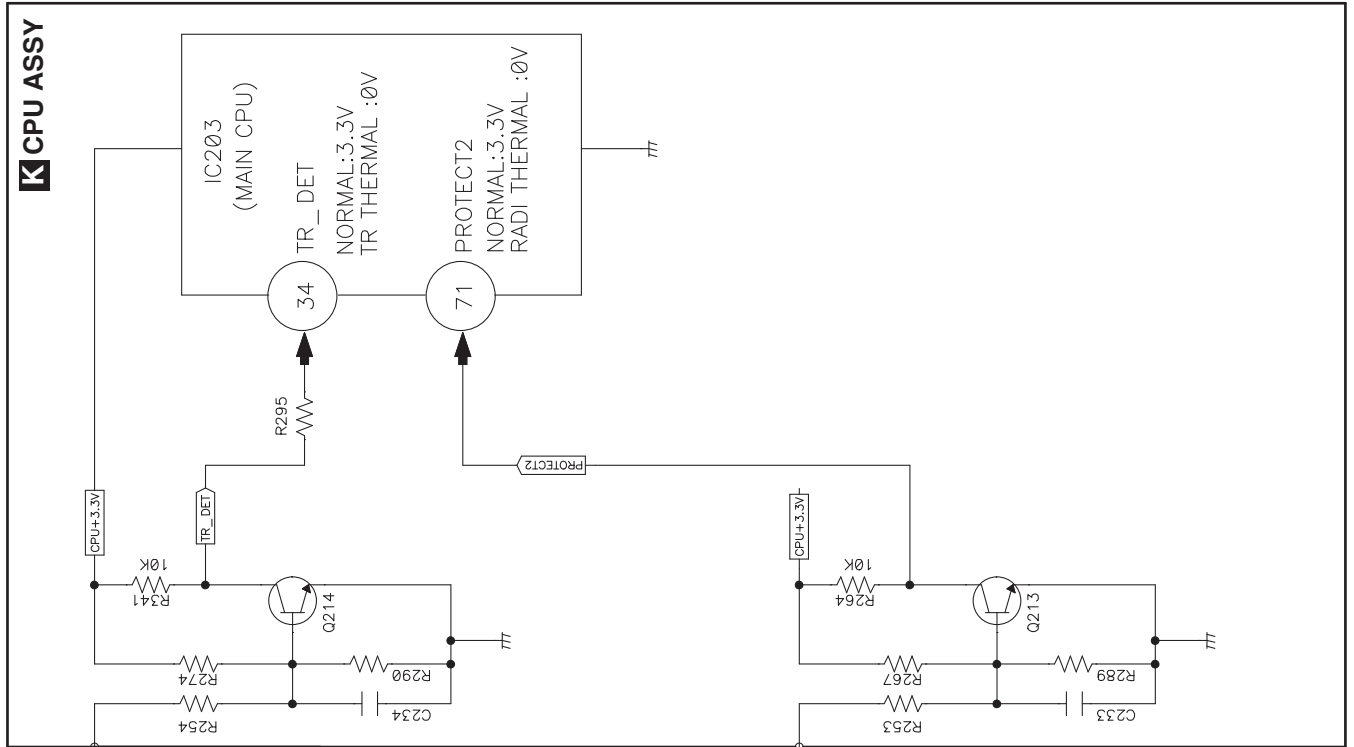 K CPU ASSY
IC203
(MAIN CPU)
TR_DET
NORMAL:3.3V
TR THERMAL :0V
34
PROTECT2
NORMAL:3.3V
RADI THERMAL :0V
71
R295
PROTECT2
CPU+3.3V
TR_DET
10K
R341
Q214
R274
R290
R254
C234
CPU+3.3V
10K
R264
Q213
R267
R289
R253
C233